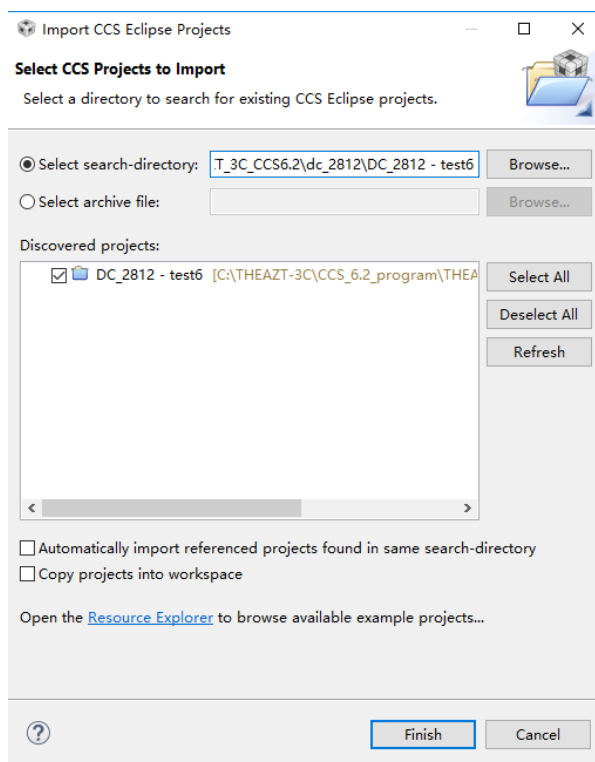 Import CCS Eclipse Projects
Select CCS Projects to Import
Select a directory to search for existing CCS Eclipse projects.
Select search-directory: T_3C_CCS6.2\dc_2812\DC_2812 - test6 Browse...
Select archive file: Browse...
Discovered projects:
DC_2812 - test6 [C:\THEAZT-3C\CCS_6.2_program\THEA
Select All
Deselect All
Refresh
Automatically import referenced projects found in same search-directory
Copy projects into workspace
Open the Resource Explorer to browse available example projects...
Finish Cancel